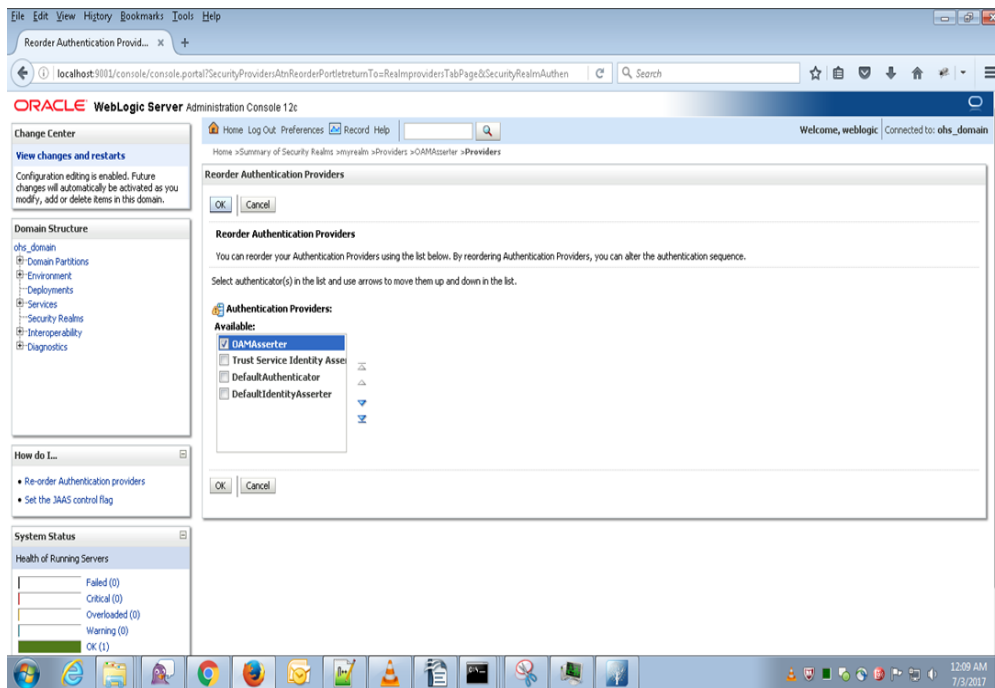 File Edit View History Bookmarks Tools Help
Reorder Authentication Provid... x +
localhost:9001/console/console.portal?SecurityProvidersAtnReorderPortletreturnTo=RealmprovidersTabPage&SecurityRealmAuthen
Search
ORACLE WebLogic Server Administration Console 12c
Change Center
View changes and restarts
Configuration editing is enabled. Future
changes will automatically be activated as you
modify, add or delete items in this domain.
Domain Structure
ohs_domain
Domain Partitions
Environment
Deployments
Services
Security Realms
Interoperability
Diagnostics
How do I...
Re-order Authentication providers
Set the JAAS control flag
System Status
Health of Running Servers
Failed (0)
Critical (0)
Overloaded (0)
Warning (0)
OK (1)
Home Log Out Preferences Record Help
Welcome, weblogic Connected to: ohs_domain
Home >Summary of Security Realms >myrealm >Providers >OAMAsserter >Providers
Reorder Authentication Providers
OK Cancel
Reorder Authentication Providers
You can reorder your Authentication Providers using the list below. By reordering Authentication Providers, you can alter the authentication sequence.
Select authenticator(s) in the list and use arrows to move them up and down in the list.
Authentication Providers:
Available:
OAMAsserter
Trust Service Identity Asser
DefaultAuthenticator
DefaultIdentityAsserter
OK Cancel
12:09 AM
7/3/2017